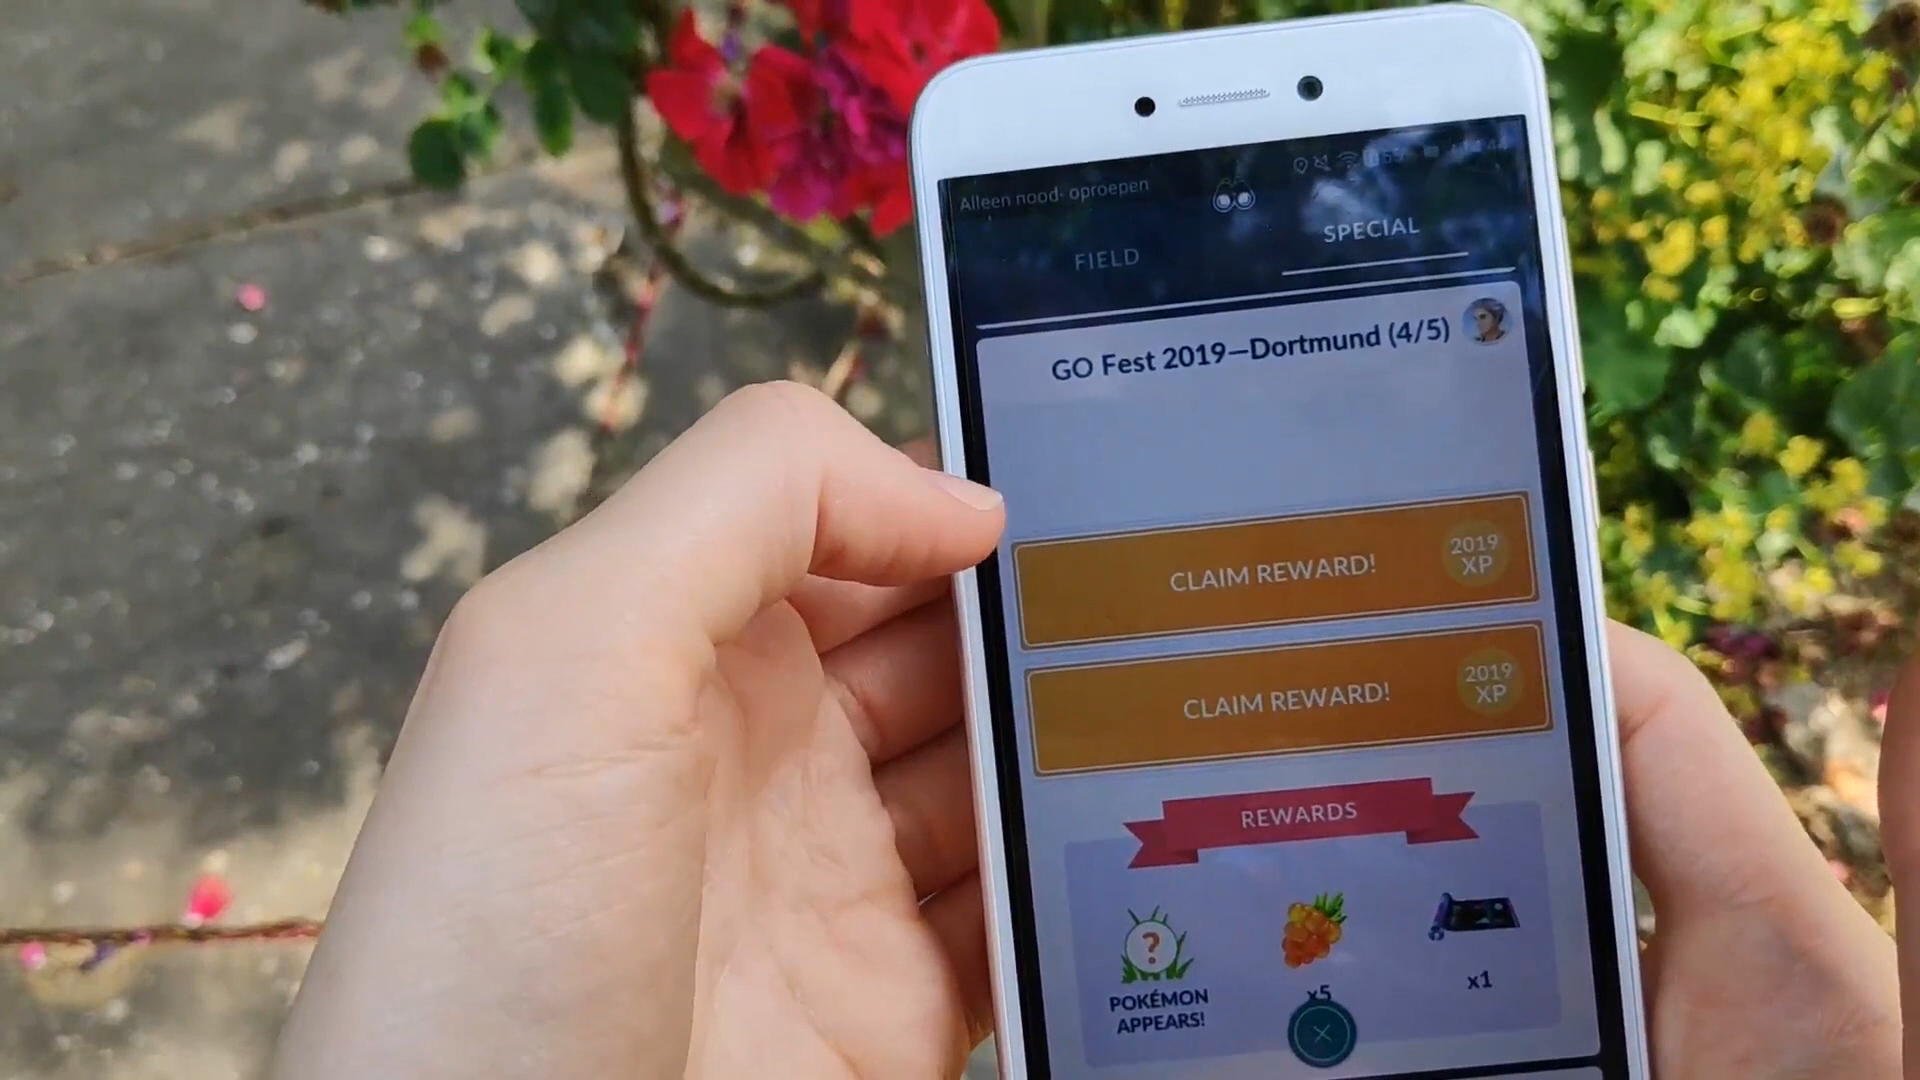 Alleen nood- oproepen
FIELD
SPECIAL
GO Fest 2019—Dortmund (4/5)
CLAIM REWARD!
2019
XP
CLAIM REWARD!
2019
XP
REWARDS
?
POKÉMON
APPEARS!
x5
x1